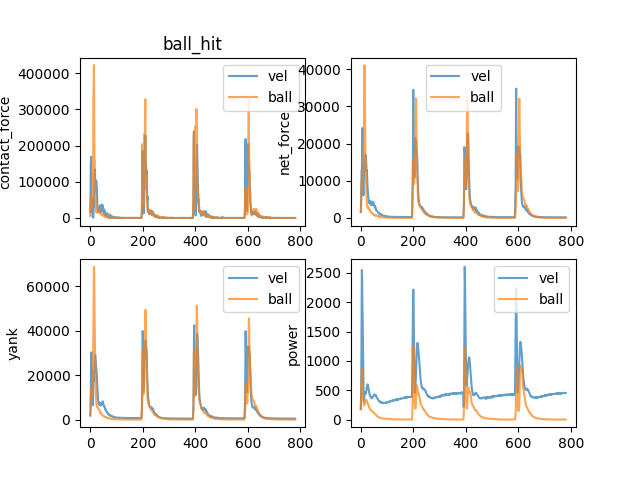 ball_hit
contact_force
400000
300000
200000
100000
0
0 200 400 600 800
vel
ball
net_force
40000
30000
20000
10000
0
0 200 400 600 800
vel
ball
yank
60000
40000
20000
0
0 200 400 600 800
vel
ball
power
2500
2000
1500
1000
500
0
0 200 400 600 800
vel
ball